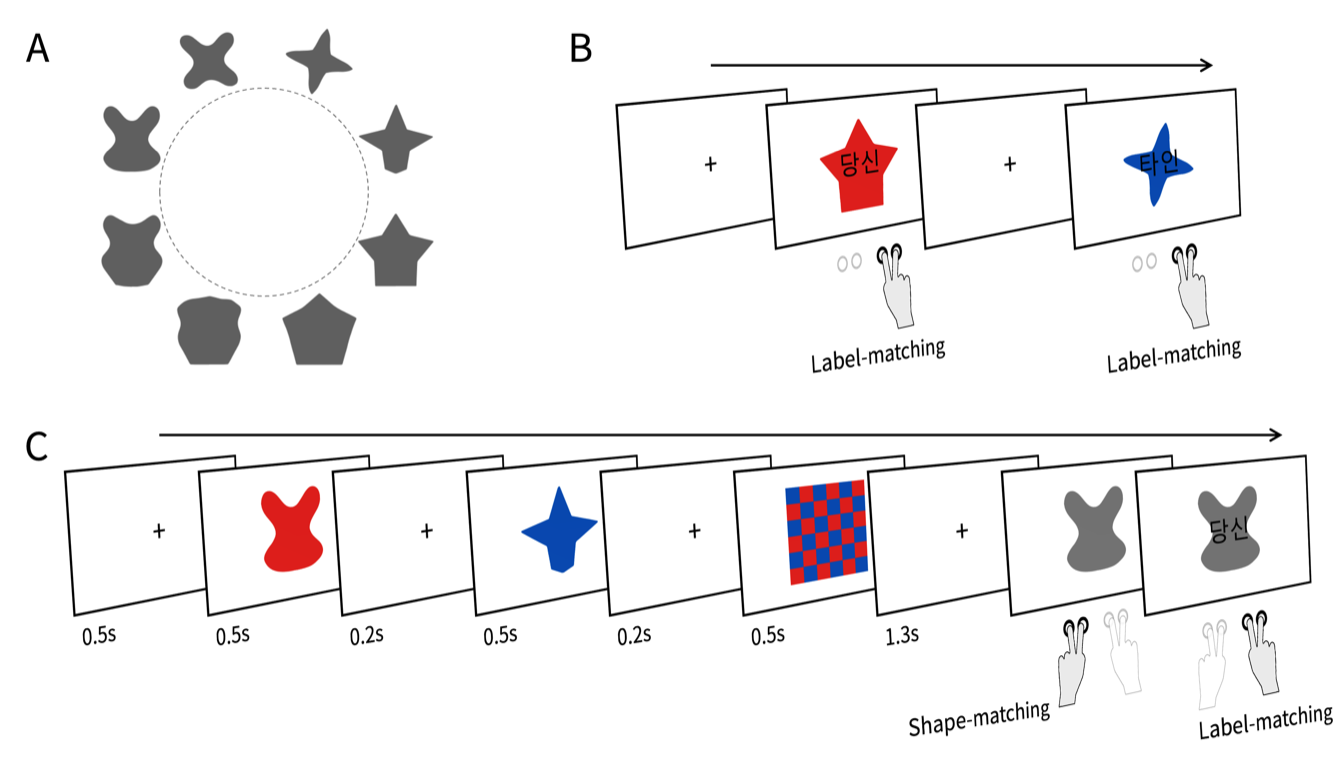 A
B
+
당신
+
타인
Label-matching
Label-matching
C
+
+
+
+
당신
0.5s
0.5s
0.2s
0.5s
0.2s
0.5s
1.3s
Shape-matching
Label-matching